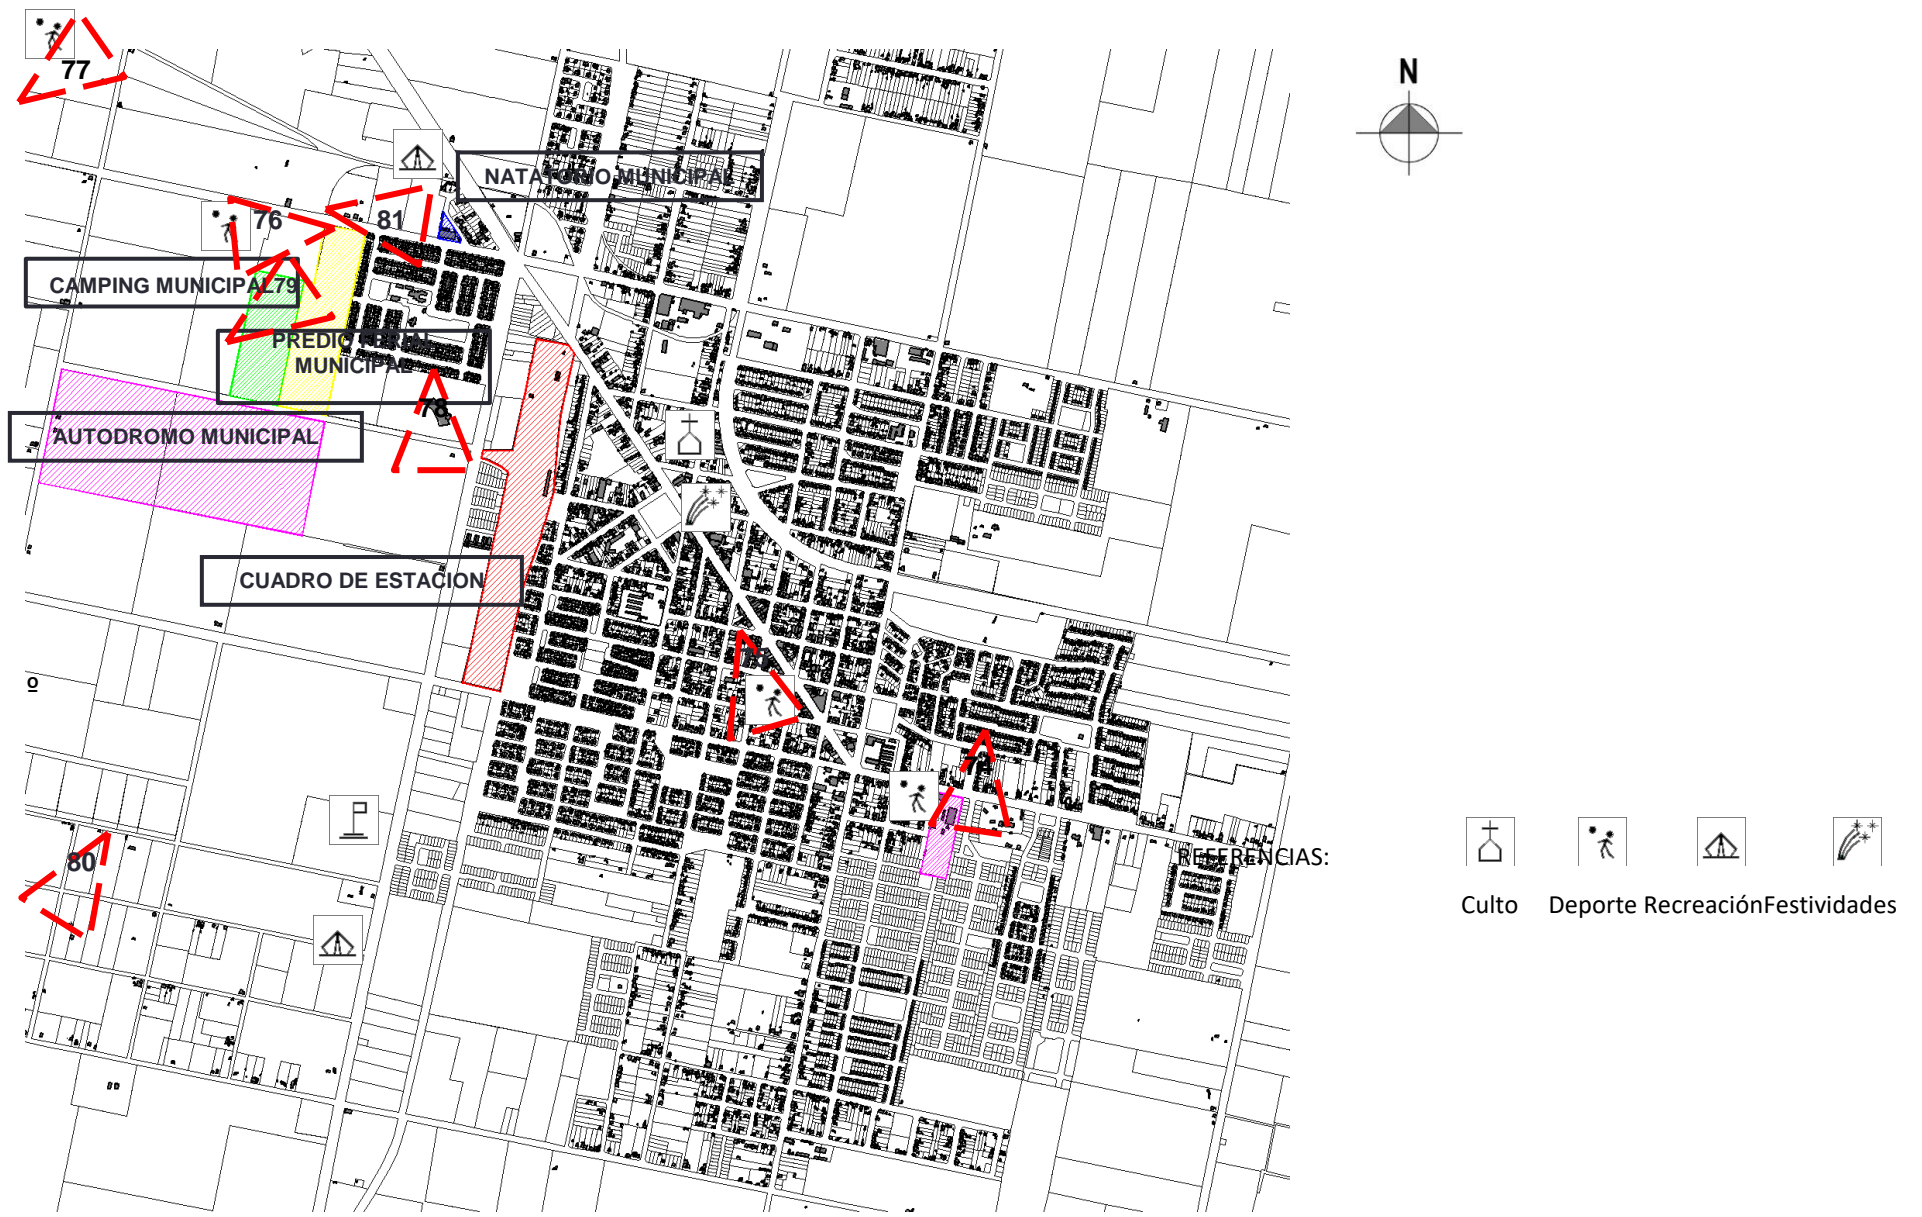 N
77
NATATORIO MUNICIPAL
76
81
CAMPING MUNICIPAL79
PREDIO FERIAL
MUNICIPAL
78
AUTODROMO MUNICIPAL
CUADRO DE ESTACION
º
80
REFERENCIAS:
Culto
Deporte
Recreación
Festividades